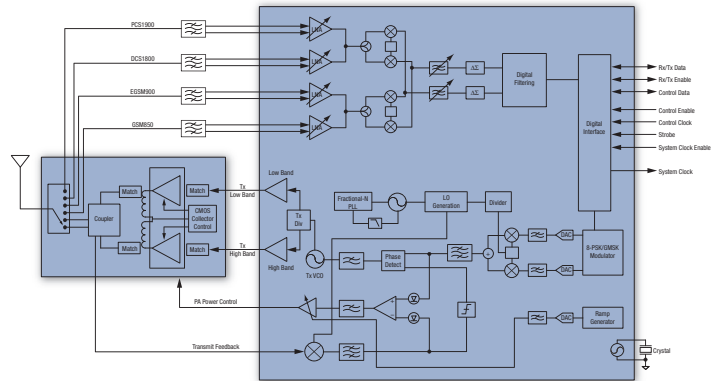 PCS1900
DCS1800
EGSM900
GSM850
LNA
LNA
LNA
LNA
ΔΣ
ΔΣ
Digital
Filtering
Digital
Interface
Rx/Tx Data
Rx/Tx Enable
Control Data
Control Enable
Control Clock
Strobe
System Clock Enable
System Clock
Match
Match
Coupler
Match
Match
CMOS
Collector
Control
Tx
Low Band
Tx
High Band
Low Band
High Band
Tx
Div
Tx VCO
Fractional-N
PLL
LO
Generation
Divider
Phase
Detect
+
DAC
DAC
8-PSK/GMSK
Modulator
PA Power Control
+
−
DAC
Ramp
Generator
Transmit Feedback
Crystal